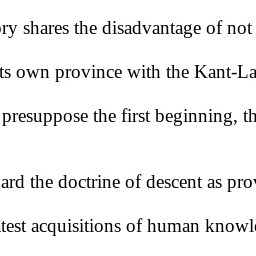 ory shares the disadvantage of not
ts own province with the Kant-La
presuppose the first beginning, th
ard the doctrine of descent as prov
test acquisitions of human knowle